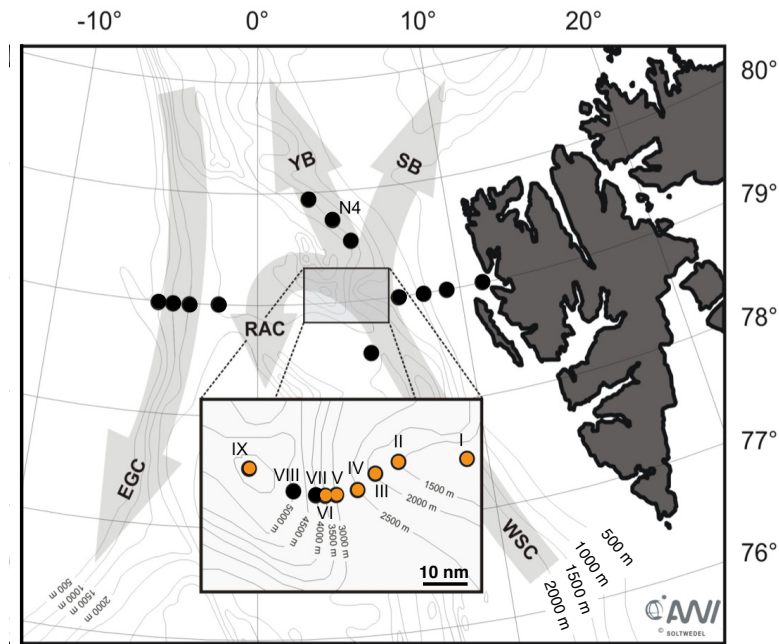 -10°
0°
10°
20°
80°
79°
78°
77°
76°
YB
SB
N4
RAC
EGC
WSC
IX
VIII
VII
V
VI
IV
III
II
I
5000 m
4500 m
4000 m
3500 m
3000 m
2500 m
2000 m
1500 m
10 nm
500 m
1000 m
1500 m
2000 m
500 m
1000 m
1500 m
2000 m
AWI
© SOLTWEDEL